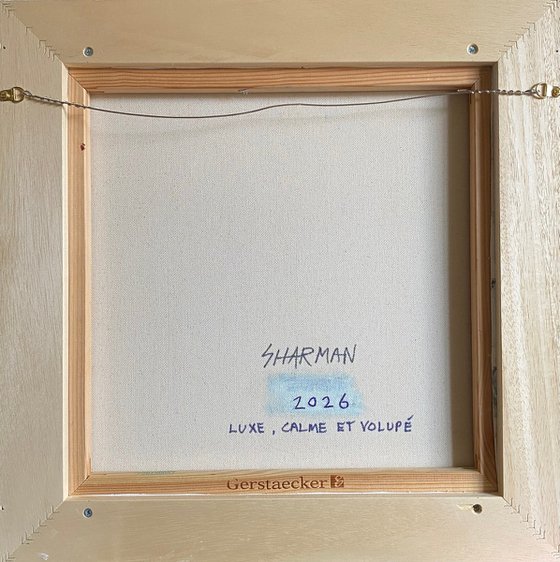 SHARMAN
2026
LUXE, CALME ET VOLUPÉ
Gerstaecker